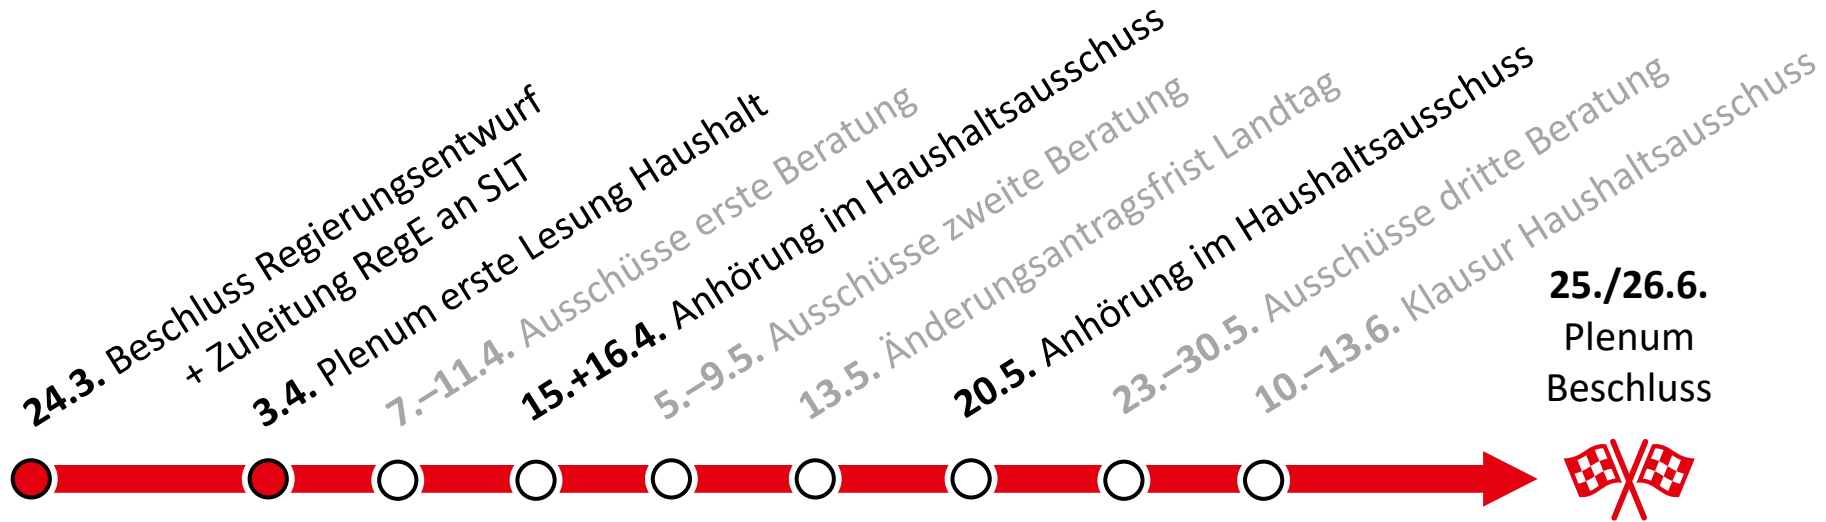 24.3. Beschluss Regierungsentwurf
+ Zuleitung RegE an SLT
3.4. Plenum erste Lesung Haushalt
7.–11.4. Ausschüsse erste Beratung
15.+16.4. Anhörung im Haushaltsausschuss
5.–9.5. Ausschüsse zweite Beratung
13.5. Änderungsantragsfrist Landtag
20.5. Anhörung im Haushaltsausschuss
23.–30.5. Ausschüsse dritte Beratung
10.–13.6. Klausur Haushaltsausschuss
25./26.6.
Plenum
Beschluss